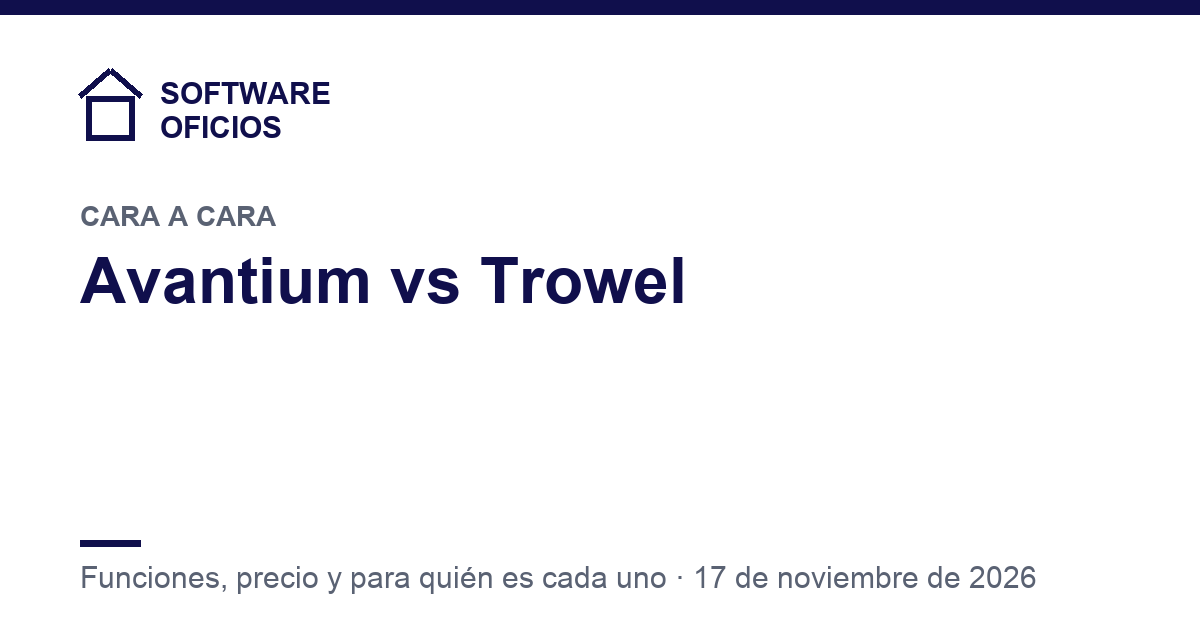 SOFTWARE
OFICIOS
CARA A CARA
Avantium vs Trowel
Funciones, precio y para quién es cada uno · 17 de noviembre de 2026